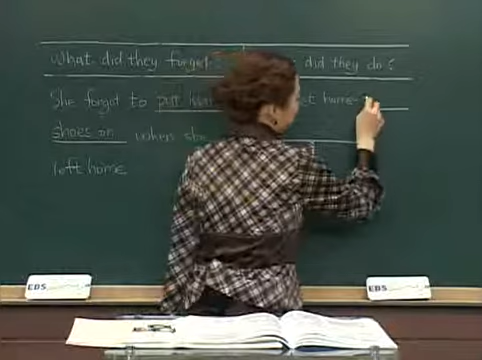 What did they forget did they do?
She forgot to put home-
shoes on when she
left home
EBS EBS